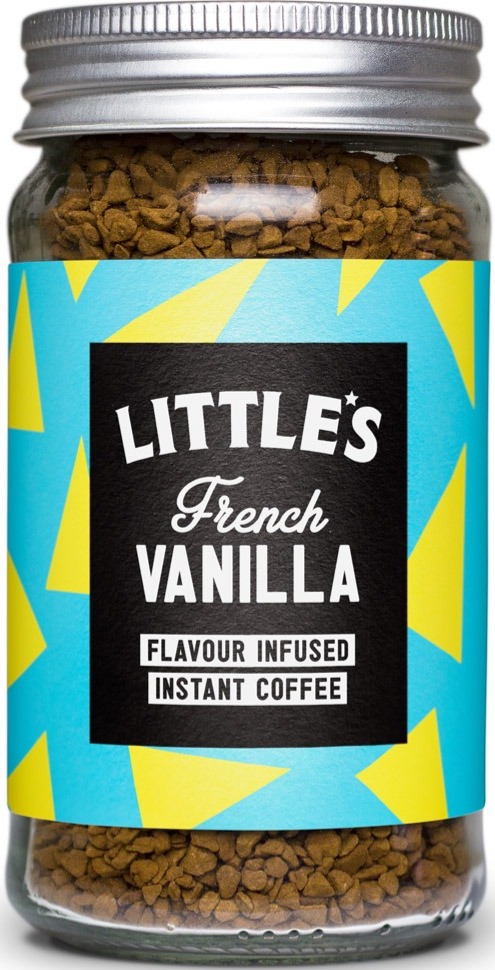 LITTLE'S
French
VANILLA
FLAVOUR INFUSED
INSTANT COFFEE